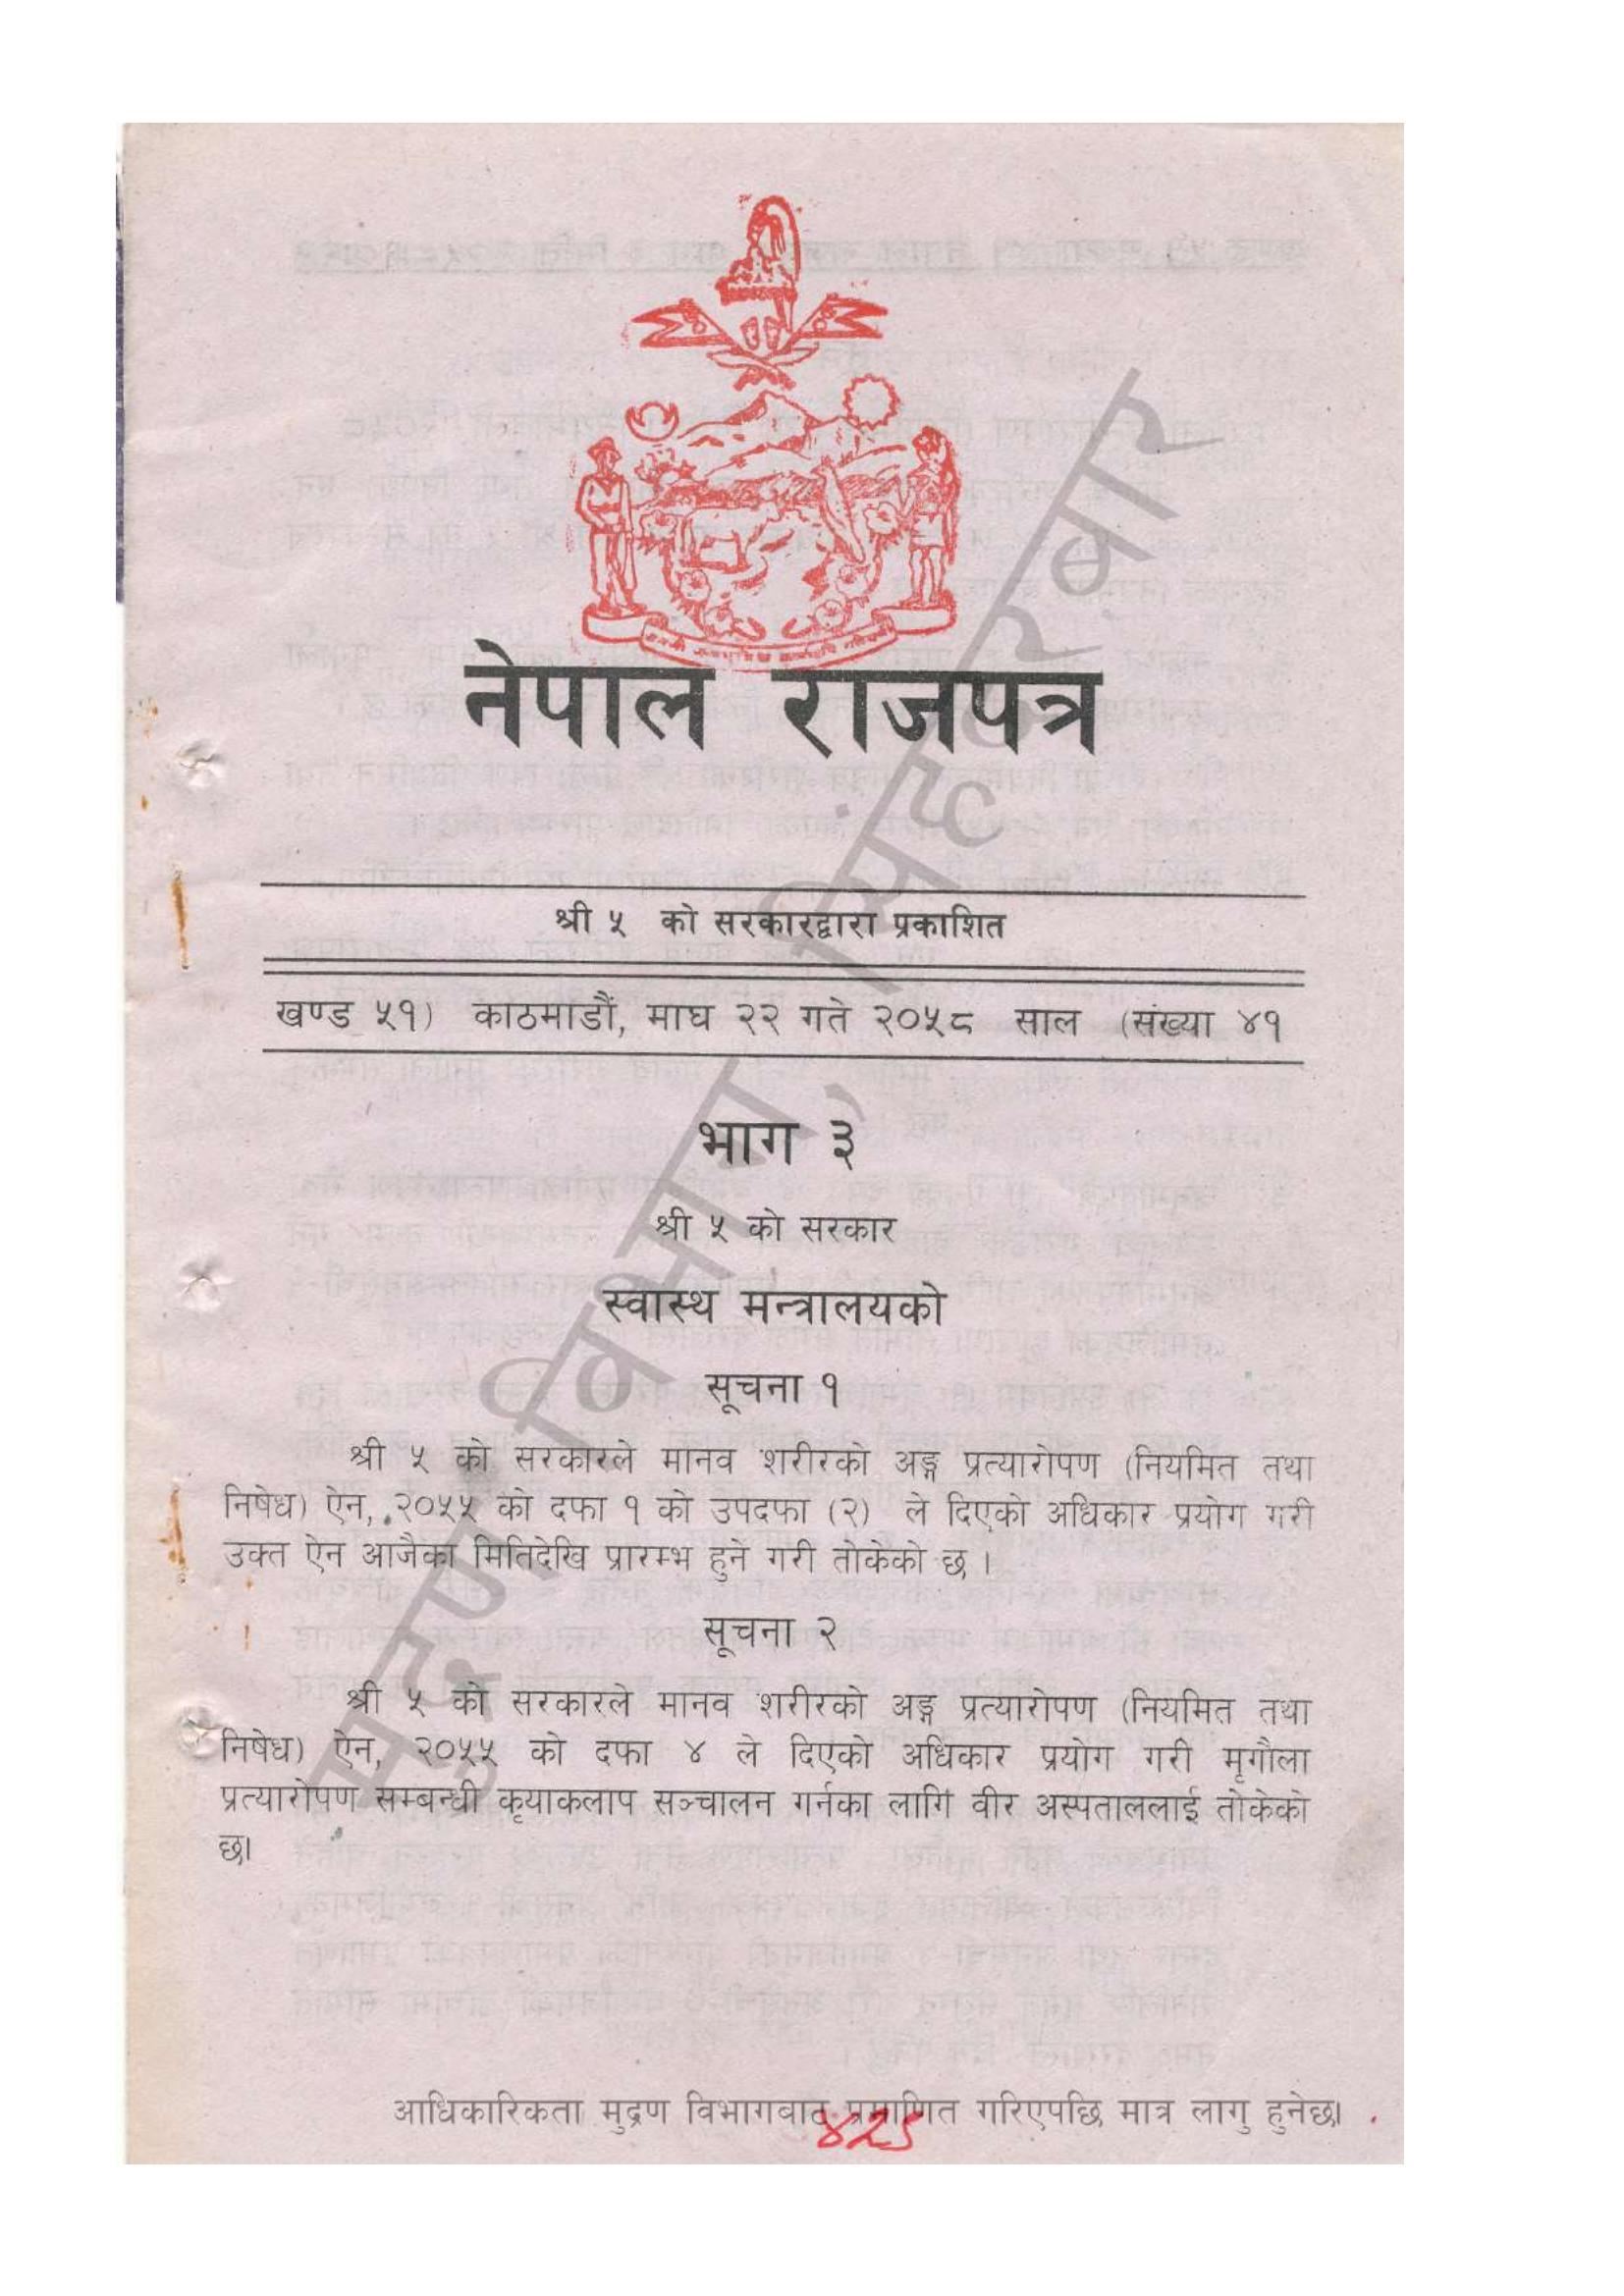 नेपाल राजपत्र
श्री ५ को सरकारद्वारा प्रकाशित
खण्ड ५१) काठमाडौं, माघ २२ गते २०५८ साल (संख्या ४१
भाग ३
श्री ५ को सरकार
स्वास्थ मन्त्रालयको
सूचना १
श्री ५ को सरकारले मानव शरीरको अङ्ग प्रत्यारोपण (नियमित तथा
निषेध) ऐन, २०५५ को दफा १ को उपदफा (२) ले दिएको अधिकार प्रयोग गरी
उक्त ऐन आजैका मितिदेखि प्रारम्भ हुने गरी तोकेको छ ।
सूचना २
श्री ५ को सरकारले मानव शरीरको अङ्ग प्रत्यारोपण (नियमित तथा
निषेध) ऐन, २०५५ को दफा ४ ले दिएको अधिकार प्रयोग गरी मृगौला
प्रत्यारोपण सम्बन्धी कृयाकलाप सञ्चालन गर्नका लागि वीर अस्पताललाई तोकेको
छ।
आधिकारिकता मुद्रण विभागबाट प्रमाणित गरिएपछि मात्र लागु हुनेछ।
मुद्रण विभाग, सिंहदरबार